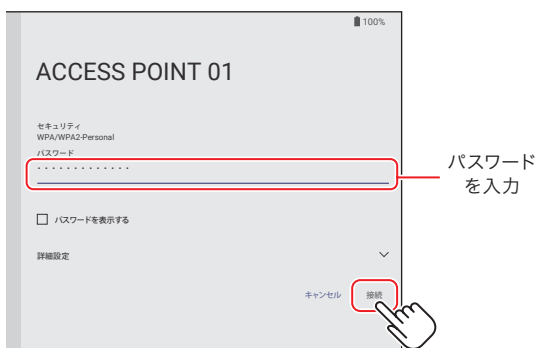 100%
ACCESS POINT 01
セキュリティ
WPA/WPA2-Personal
パスワード
・・・・・・・・・・・・・
パスワード
を入力
パスワードを表示する
詳細設定
キャンセル 接続